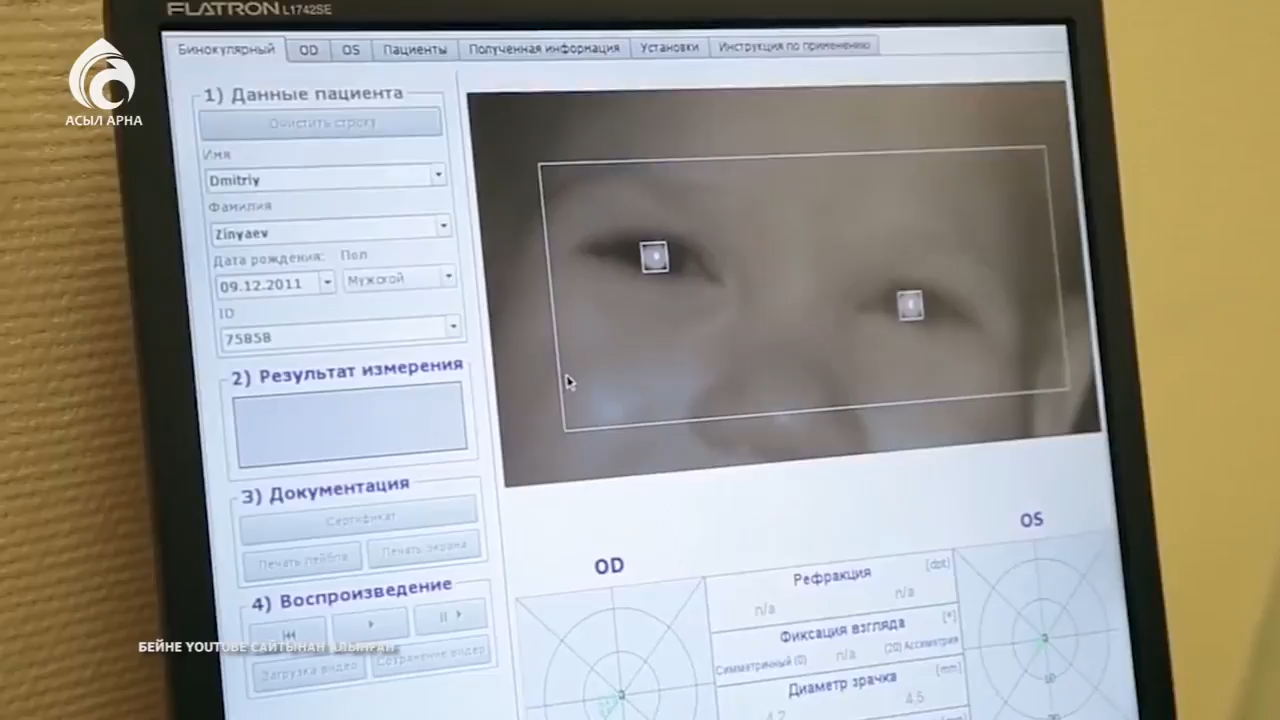 FLATRON L1742SE
АСЫЛ АРНА
Бинокулярный OD OS Пациенты Полученная информация Установки Инструкция по применению
1) Данные пациента
Очистить строку
Имя
Dmitriy
Фамилия
Zinyaev
Дата рождения: Пол
09.12.2011 Мужской
ID
75858
2) Результат измерения
3) Документация
Сертификат
Печать лейбла Печать экрана
4) Воспроизведение
Загрузка видео Сохранение видео
БЕЙНЕ YOUTUBE САЙТЫНАН АЛЫНҒАН
OD
OS
Рефракция [dpt]
n/a n/a
Фиксация взгляда [°]
Симметричный (0) n/a (20) Ассиметрия
Диаметр зрачка [mm]
4.2 4.5